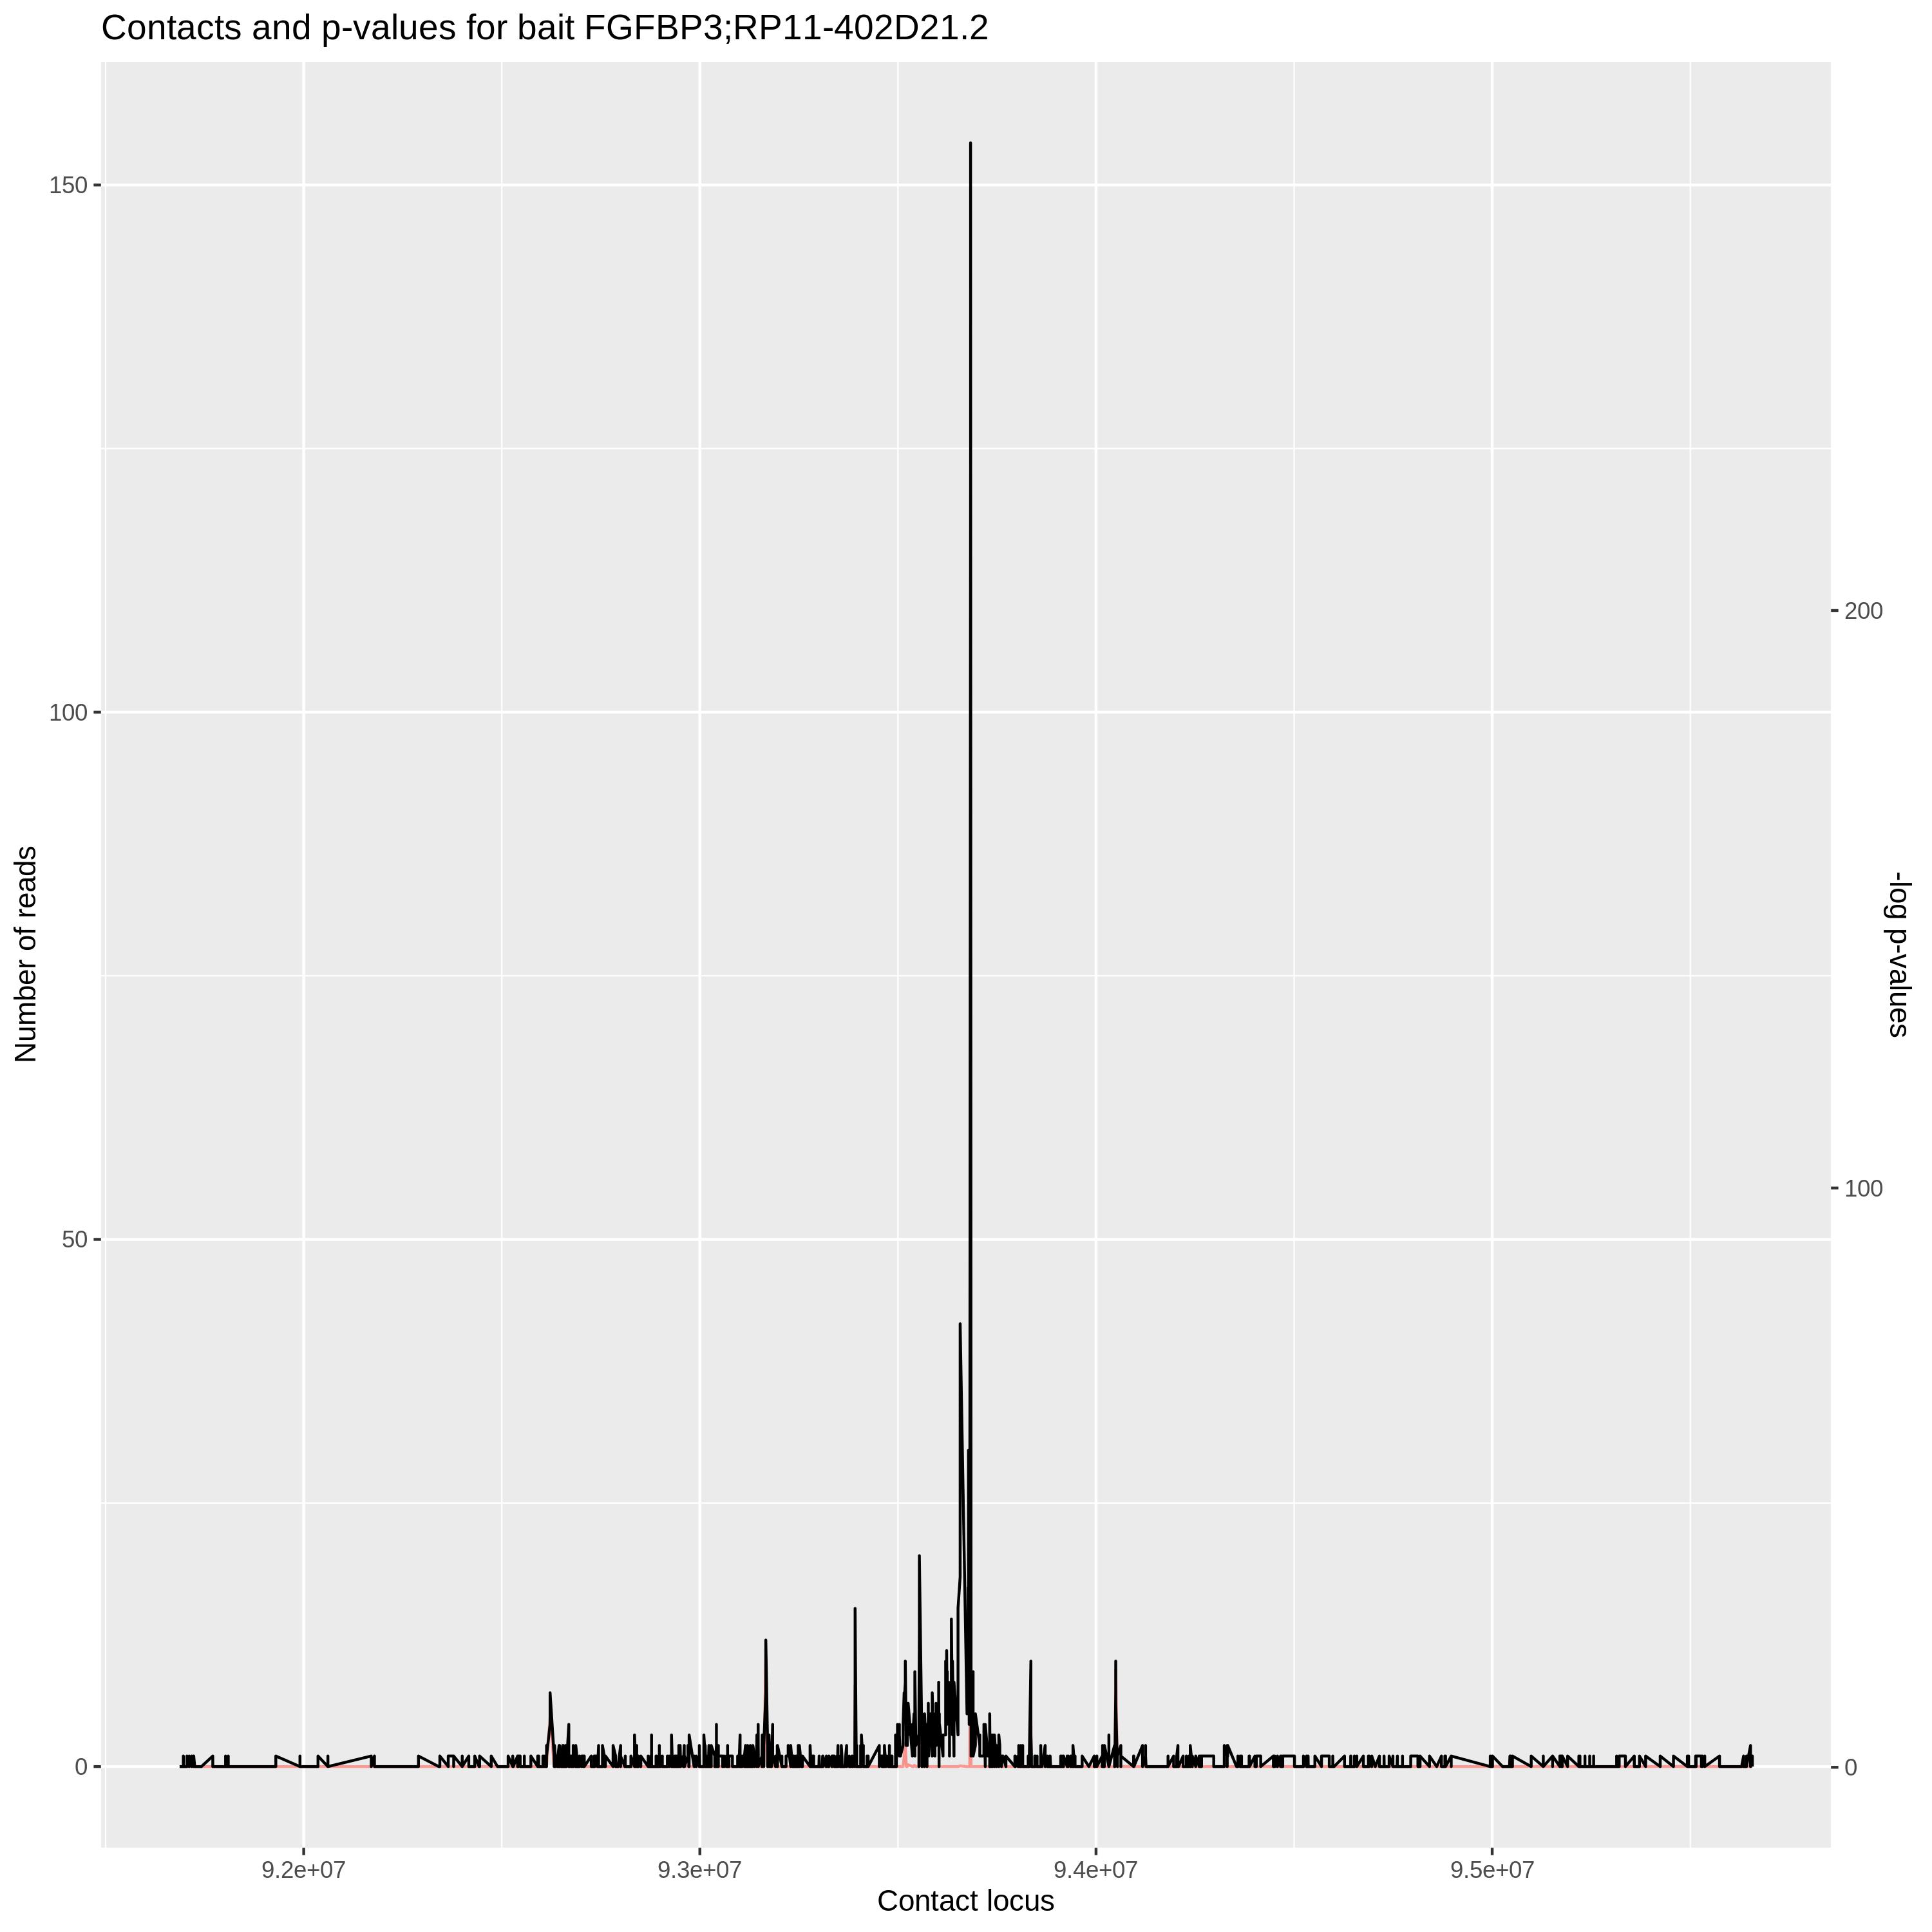 Contacts and p-values for bait FGFBP3;RP11-402D21.2
150
100
50
0
Number of reads
200
100
0
-log p-values
9.2e+07 9.3e+07 9.4e+07 9.5e+07
Contact locus